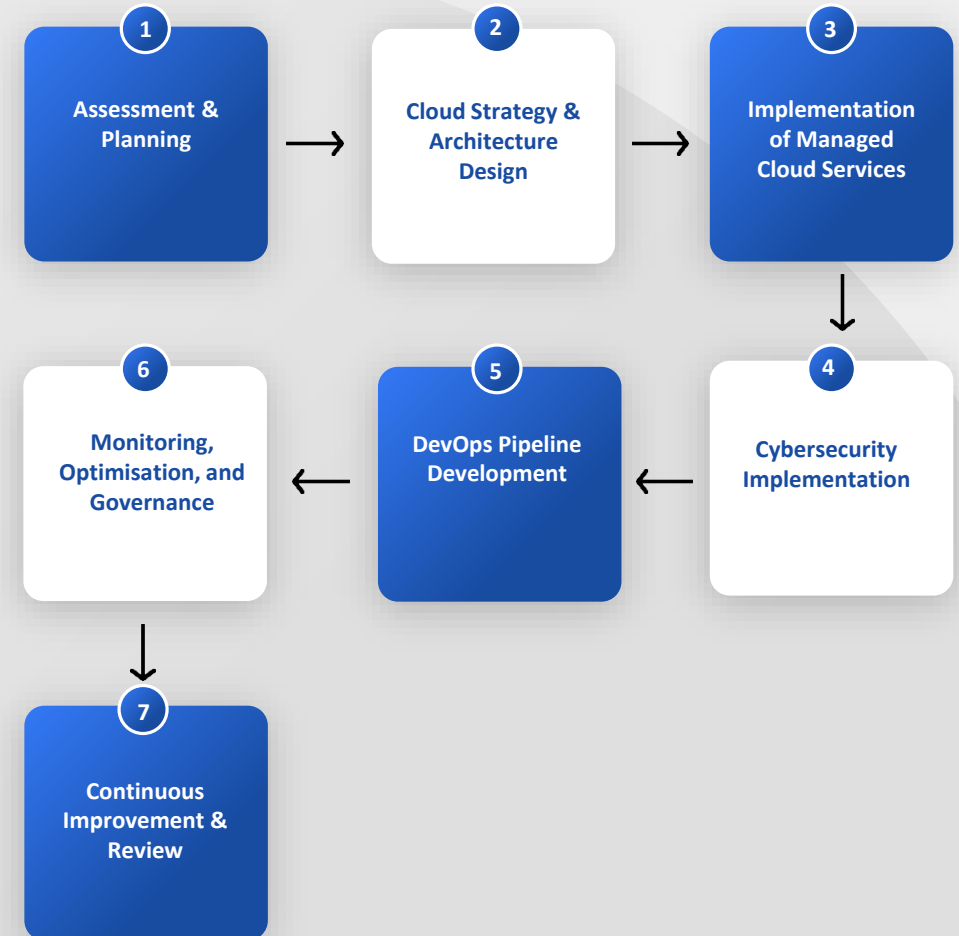 1
Assessment &
Planning
2
Cloud Strategy &
Architecture
Design
3
Implementation
of Managed
Cloud Services
4
Cybersecurity
Implementation
5
DevOps Pipeline
Development
6
Monitoring,
Optimisation, and
Governance
7
Continuous
Improvement &
Review